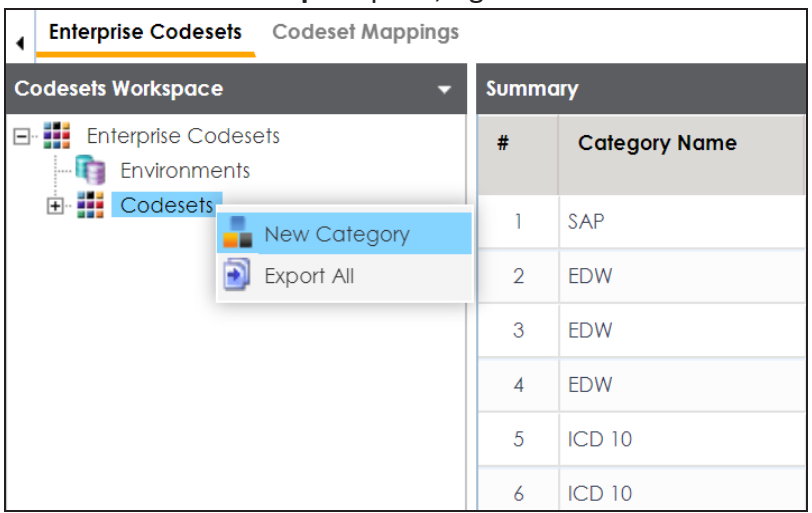 Enterprise Codesets Codeset Mappings
Codesets Workspace
Enterprise Codesets
Environments
Codesets
New Category
Export All
Summary
# Category Name
1 SAP
2 EDW
3 EDW
4 EDW
5 ICD 10
6 ICD 10